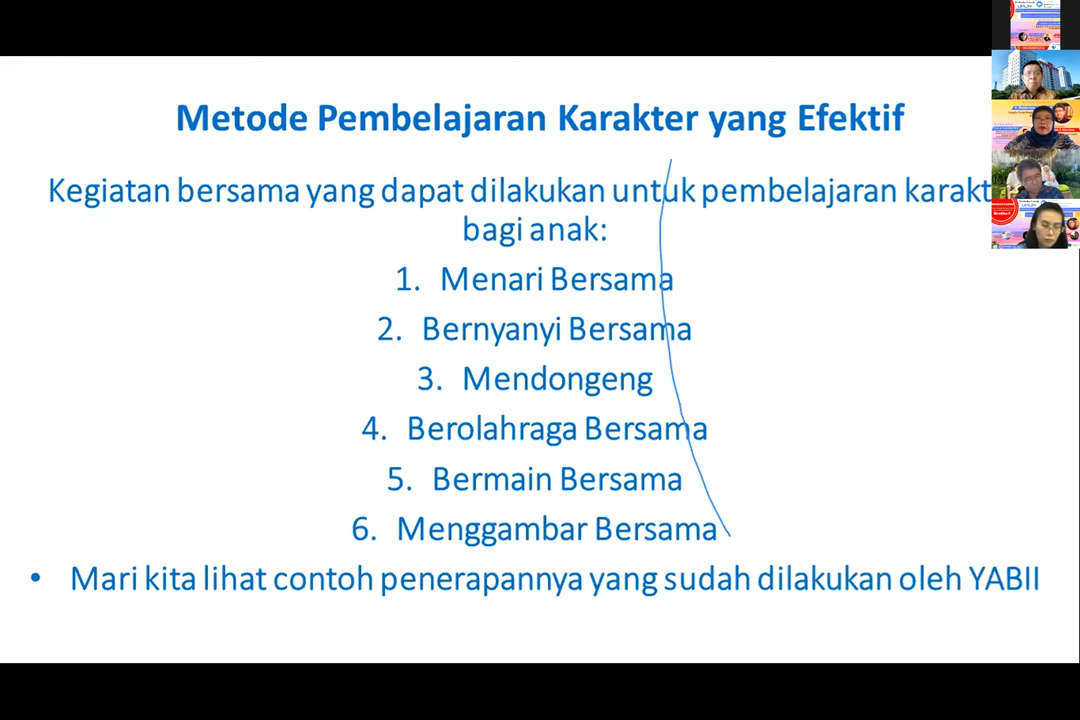 Metode Pembelajaran Karakter yang Efektif
Kegiatan bersama yang dapat dilakukan untuk pembelajaran karakt
bagi anak:
1. Menari Bersama
2. Bernyanyi Bersama
3. Mendongeng
4. Berolahraga Bersama
5. Bermain Bersama
6. Menggambar Bersama
• Mari kita lihat contoh penerapannya yang sudah dilakukan oleh YABII